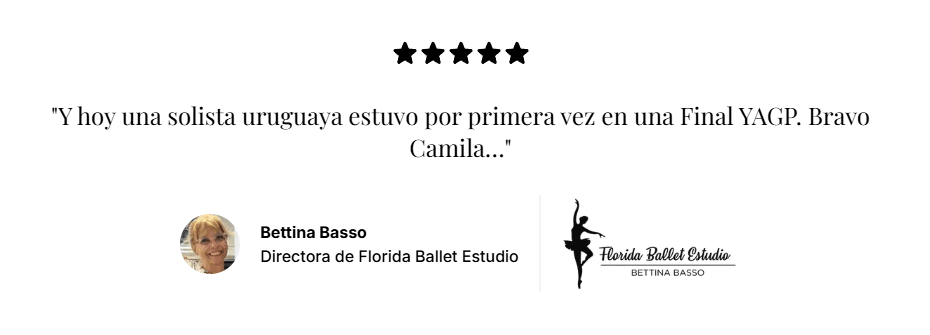 "Y hoy una solista uruguaya estuvo por primera vez en una Final YAGP. Bravo
Camila..."
Bettina Basso
Directora de Florida Ballet Estudio
Florida Ballet Estudio
BETTINA BASSO